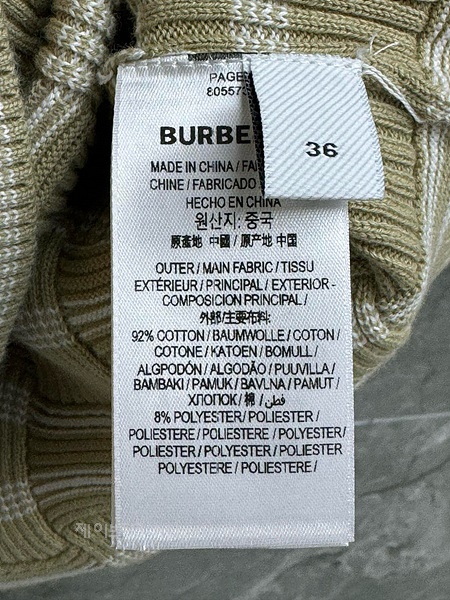 PAGE
80557
BURBE
36
MADE IN CHINA / FA
CHINE / FABRICADO
HECHO EN CHINA
원산지: 중국
原產地 中國 / 原产地 中国
OUTER / MAIN FABRIC / TISSU
EXTÉRIEUR / PRINCIPAL / EXTERIOR -
COMPOSICION PRINCIPAL /
外部/主要布料:
92% COTTON / BAUMWOLLE / COTON /
COTONE / KATOEN / BOMULL /
ALGPODÓN / ALGODÃO / PUUVILLA /
BAMBAKI / PAMUK / BAVLNA / PAMUT /
ХЛОПОК / 棉 / قطن /
8% POLYESTER / POLIESTER /
POLIESTERE / POLIESTERE / POLYESTER /
POLIESTER / POLYESTER / POLIESTER
POLYESTERE / POLIESTERE /